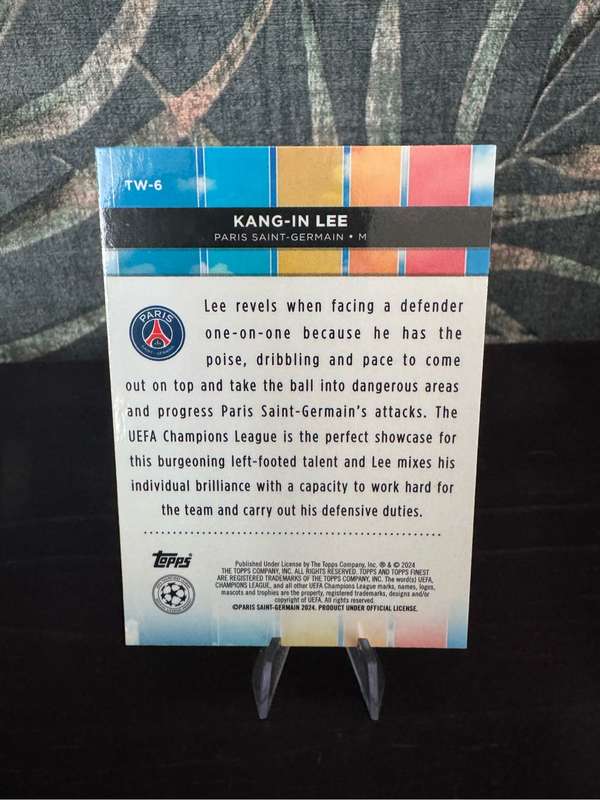 TW-6
KANG-IN LEE
PARIS SAINT-GERMAIN • M
PARIS
SAINT-GERMAIN
Lee revels when facing a defender
one-on-one because he has the
poise, dribbling and pace to come
out on top and take the ball into dangerous areas
and progress Paris Saint-Germain's attacks. The
UEFA Champions League is the perfect showcase for
this burgeoning left-footed talent and Lee mixes his
individual brilliance with a capacity to work hard for
the team and carry out his defensive duties.
Topps
Published Under License by The Topps Company, Inc. ® & © 2024
THE TOPPS COMPANY, INC. ALL RIGHTS RESERVED. TOPPS AND TOPPS FINEST
ARE REGISTERED TRADEMARKS OF THE TOPPS COMPANY, INC. The word(s) UEFA,
CHAMPIONS LEAGUE, and all other UEFA Champions League marks, names, logos,
mascots and trophies are the property, registered trademarks, designs and/or
copyright of UEFA. All rights reserved.
©PARIS SAINT-GERMAIN 2024. PRODUCT UNDER OFFICIAL LICENSE.